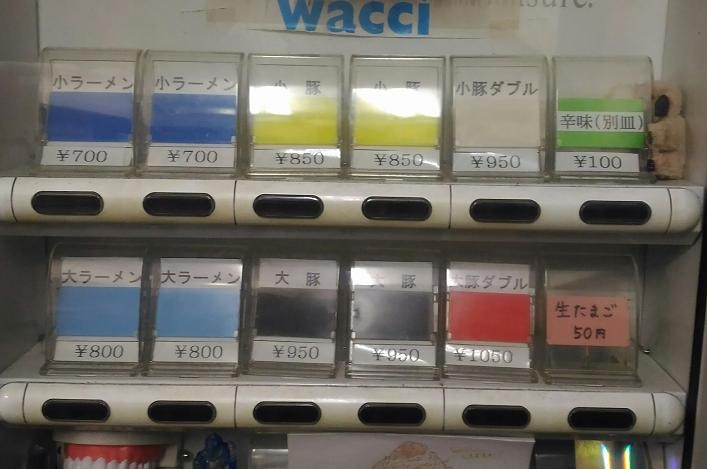 Wacci
小ラーメン 小ラーメン 小 豚 小 豚 小豚ダブル 辛味(別皿)
￥700 ￥700 ￥850 ￥850 ￥950 ￥100
大ラーメン 大ラーメン 大 豚 大 豚 大豚ダブル 生たまご
￥800 ￥800 ￥950 ￥950 ￥1050 50円